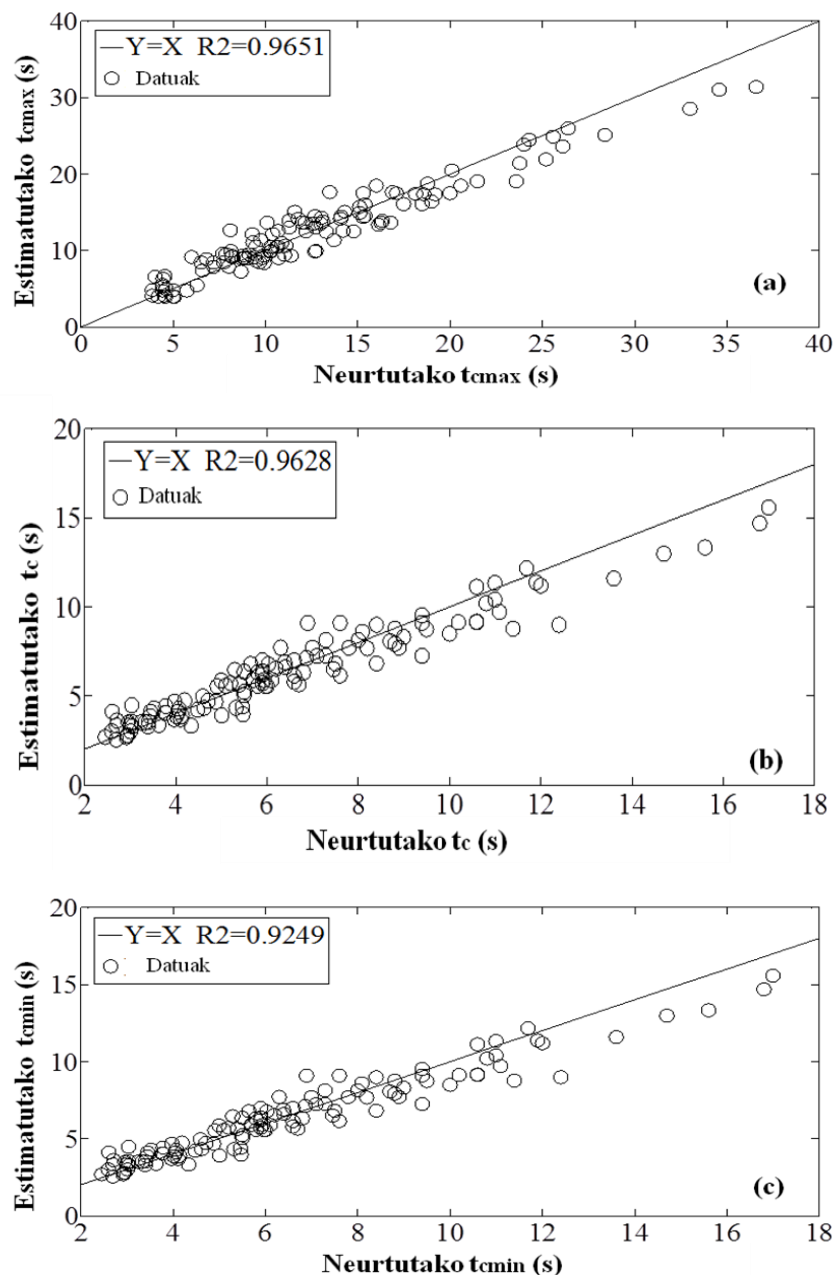 40
30
20
10
0
Estimatutako tcmax (s)
Y=X R2=0.9651
Datuak
(a)
0 5 10 15 20 25 30 35 40
Neurtutako tcmax (s)
20
15
10
5
0
Estimatutako tc (s)
Y=X R2=0.9628
Datuak
(b)
2 4 6 8 10 12 14 16 18
Neurtutako tc (s)
20
15
10
5
0
Estimatutako tcmin (s)
Y=X R2=0.9249
Datuak
(c)
2 4 6 8 10 12 14 16 18
Neurtutako tcmin (s)